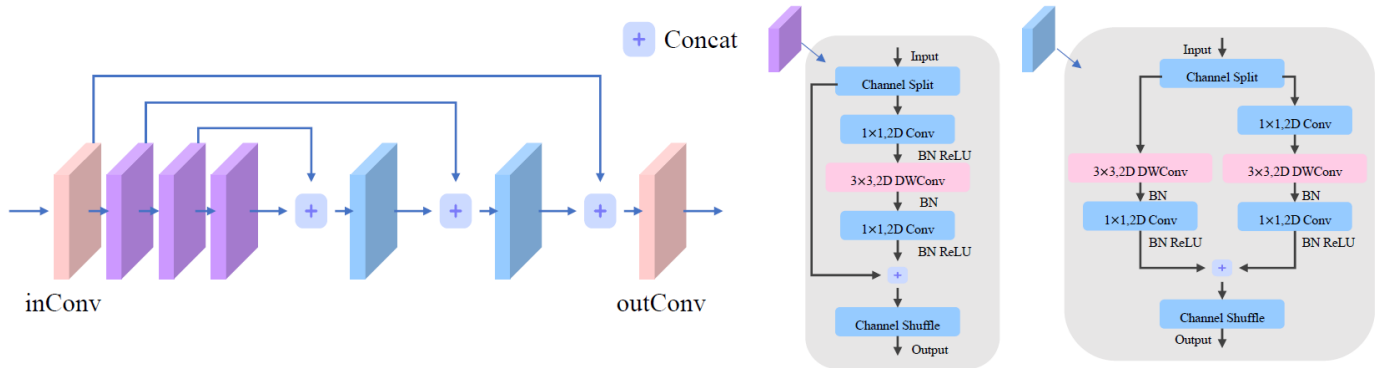 + Concat
+
+
+
inConv
outConv
Input
Channel Split
1×1,2D Conv
BN ReLU
3×3,2D DWConv
BN
1×1,2D Conv
BN ReLU
+
Channel Shuffle
Output
Input
Channel Split
1×1,2D Conv
3×3,2D DWConv
3×3,2D DWConv
BN
BN
1×1,2D Conv
1×1,2D Conv
BN ReLU
BN ReLU
+
Channel Shuffle
Output